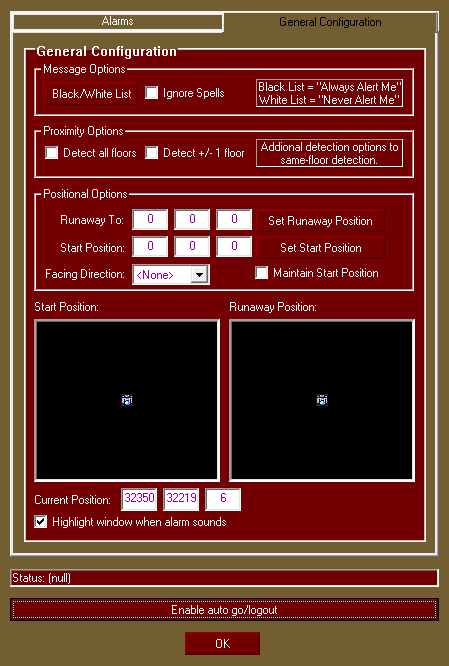 Alarms
General Configuration
General Configuration
Message Options
Black/White List
Ignore Spells
Black List = "Always Alert Me"
White List = "Never Alert Me"
Proximity Options
Detect all floors
Detect +/- 1 floor
Addional detection options to
same-floor detection.
Positional Options
Runaway To: 0 0 0 Set Runaway Position
Start Position: 0 0 0 Set Start Position
Facing Direction: <None> Maintain Start Position
Start Position: Runaway Position:
Current Position: 32350 32219 6
Highlight window when alarm sounds
Status: (null)
Enable auto go/logout
OK